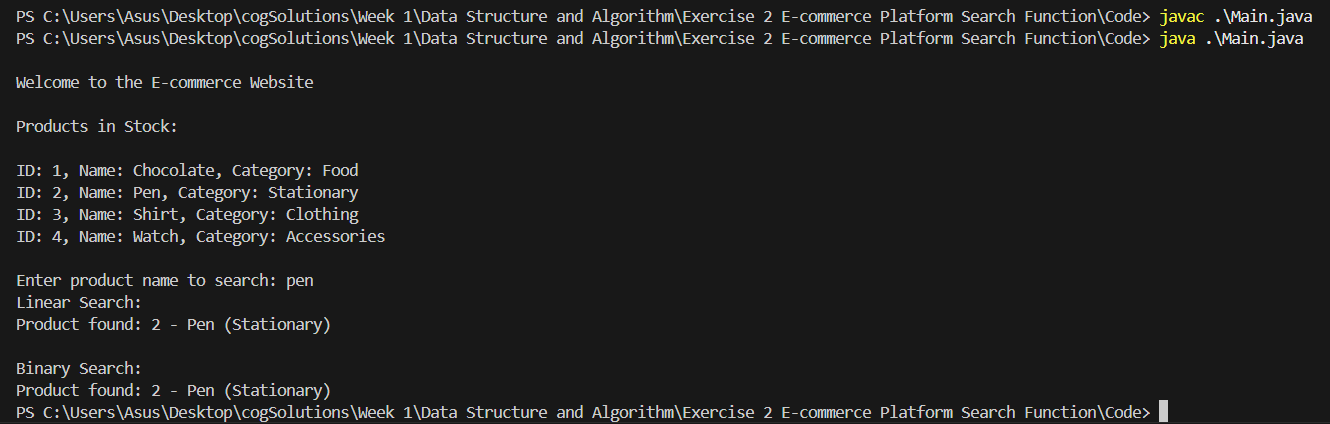 PS C:\Users\Asus\Desktop\cogSolutions\Week 1\Data Structure and Algorithm\Exercise 2 E-commerce Platform Search Function\Code> javac .\Main.java
PS C:\Users\Asus\Desktop\cogSolutions\Week 1\Data Structure and Algorithm\Exercise 2 E-commerce Platform Search Function\Code> java .\Main.java
Welcome to the E-commerce Website
Products in Stock:
ID: 1, Name: Chocolate, Category: Food
ID: 2, Name: Pen, Category: Stationary
ID: 3, Name: Shirt, Category: Clothing
ID: 4, Name: Watch, Category: Accessories
Enter product name to search: pen
Linear Search:
Product found: 2 - Pen (Stationary)
Binary Search:
Product found: 2 - Pen (Stationary)
PS C:\Users\Asus\Desktop\cogSolutions\Week 1\Data Structure and Algorithm\Exercise 2 E-commerce Platform Search Function\Code>